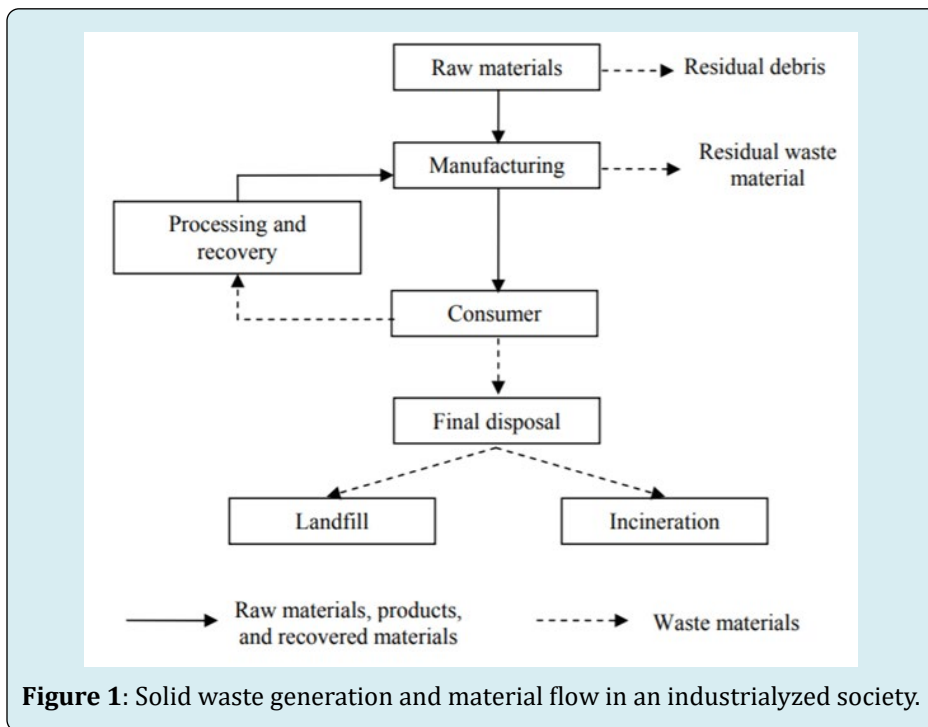 Raw materials
Residual debris
Manufacturing
Residual waste
material
Processing and
recovery
Consumer
Final disposal
Landfill
Incineration
Raw materials, products,
and recovered materials
Waste materials
Figure 1: Solid waste generation and material flow in an industrialyzed society.